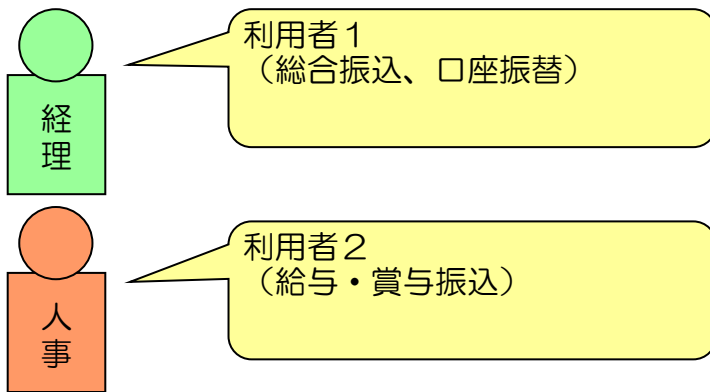 利用者1
(総合振込、口座振替)
経理
利用者2
(給与・賞与振込)
人事